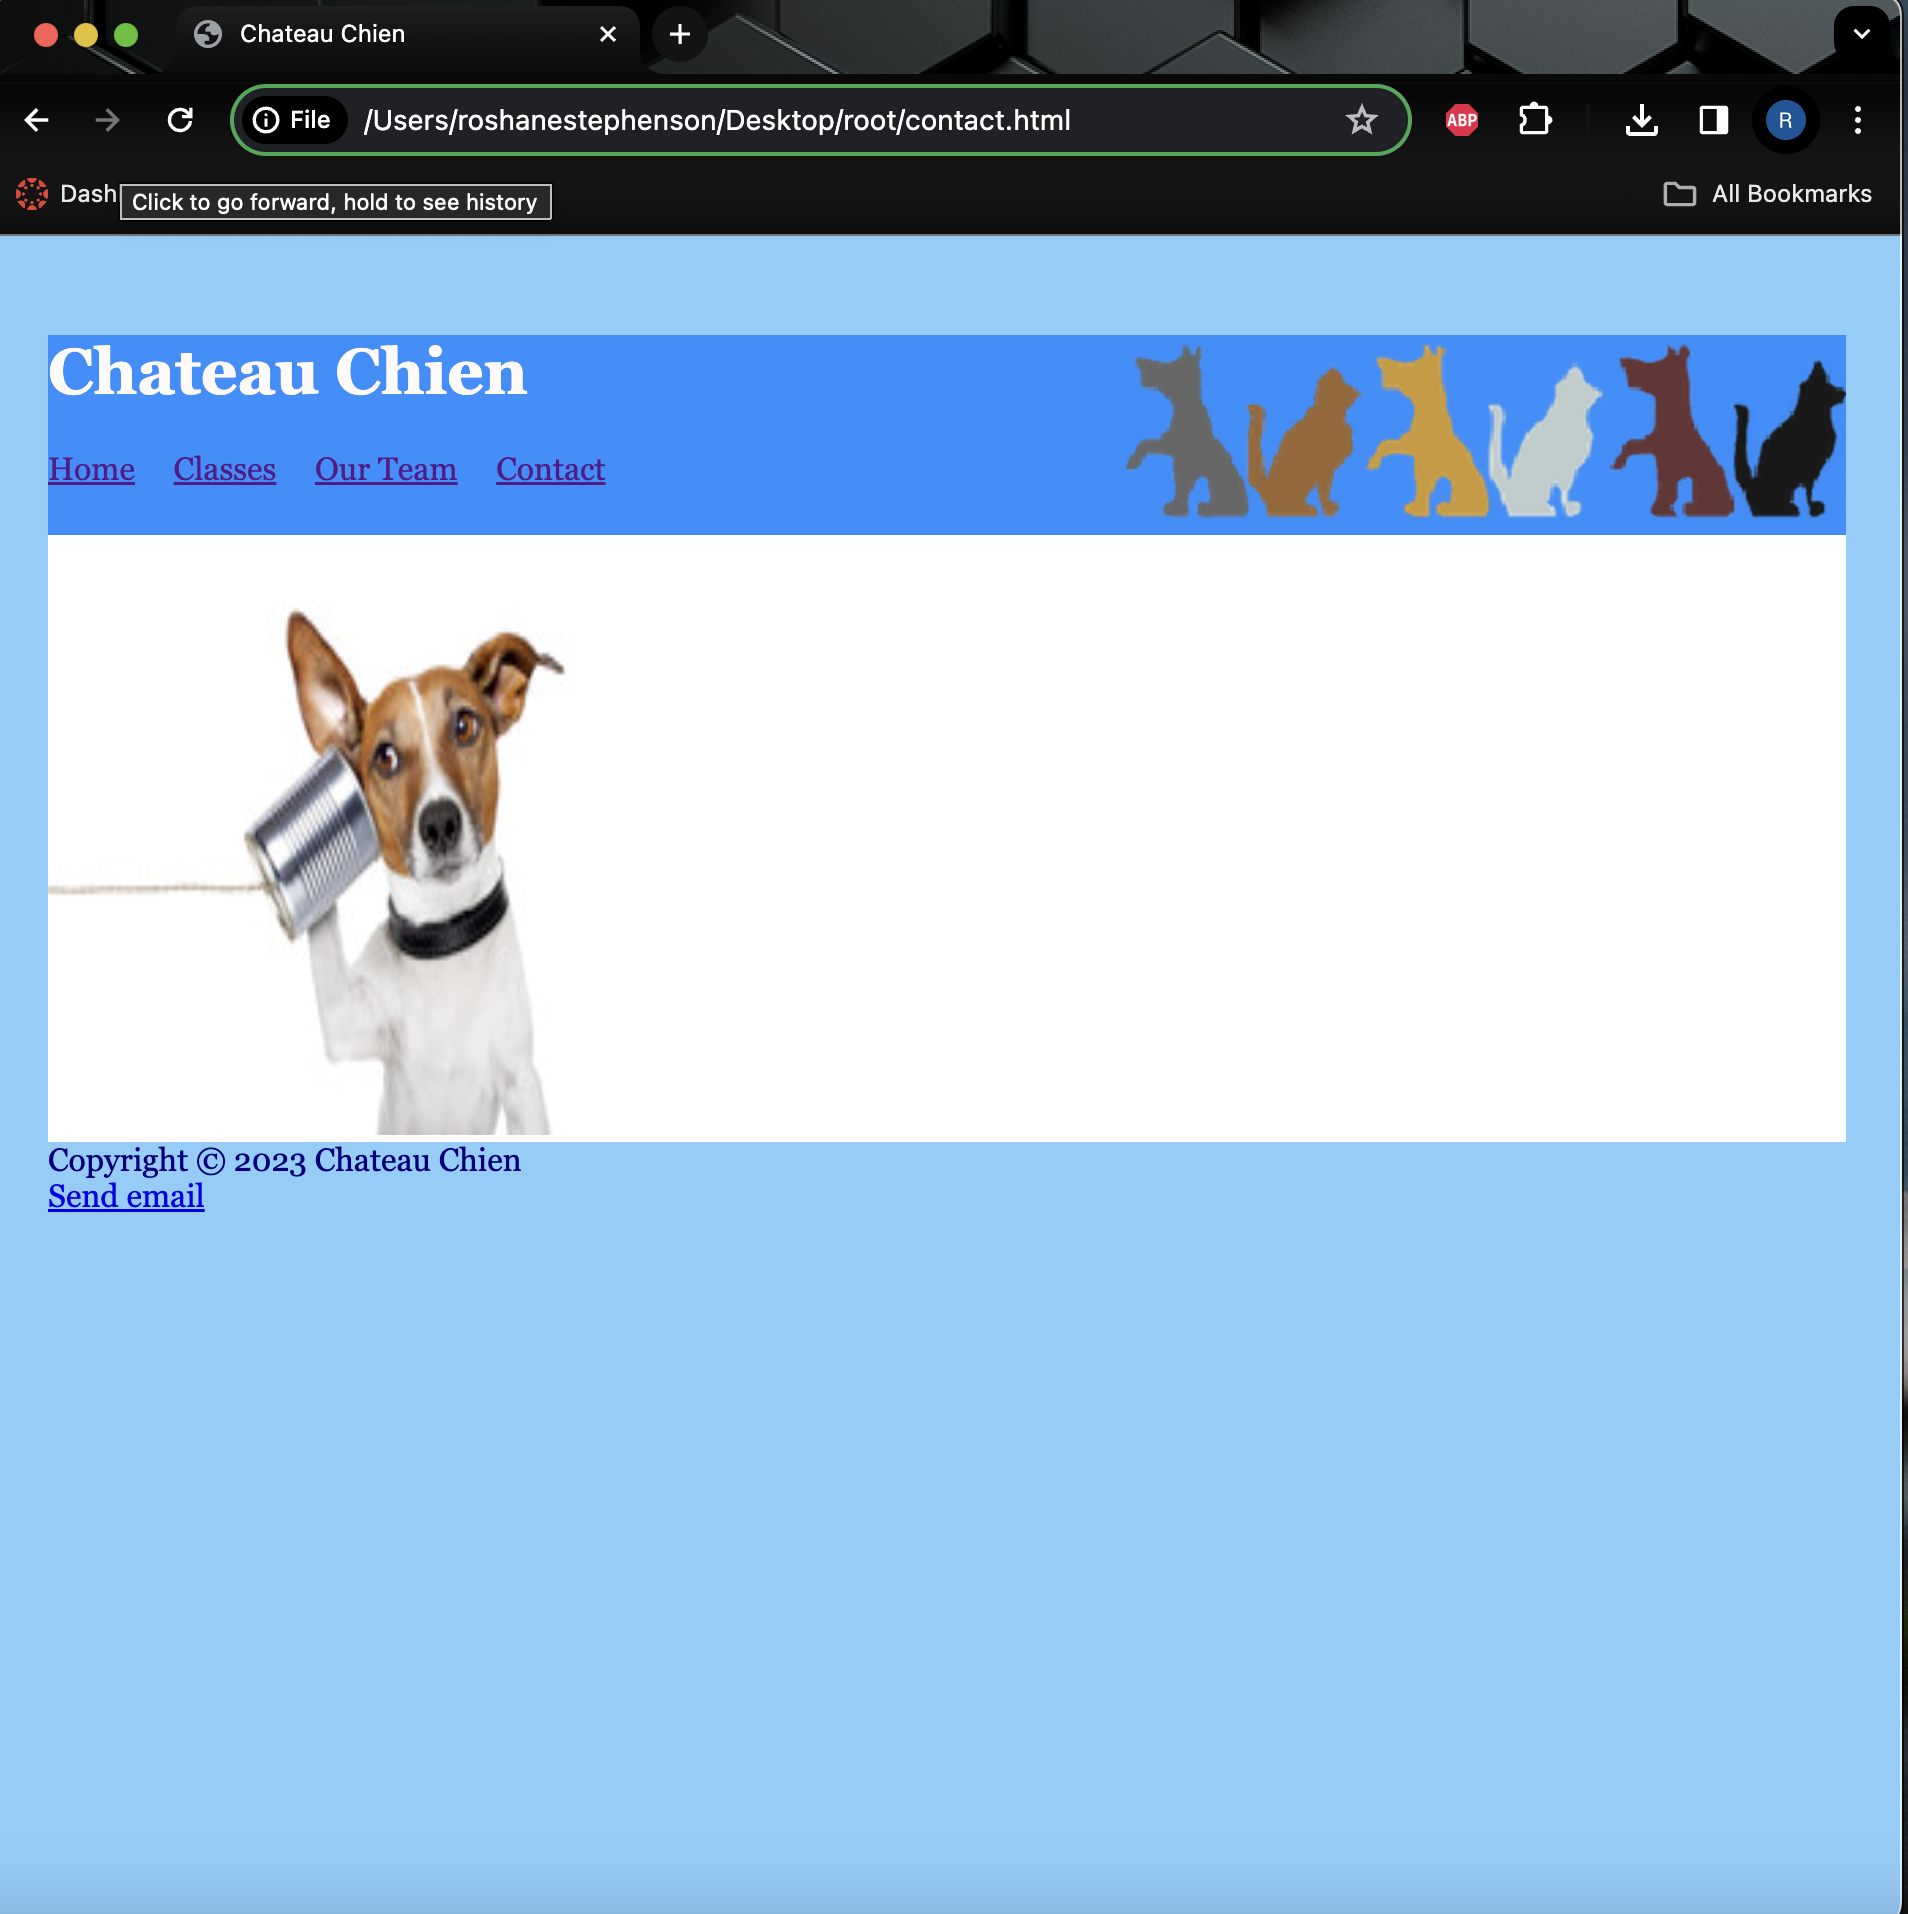 Chateau Chien
File /Users/roshanestephenson/Desktop/root/contact.html
ABP
R
Dash
Click to go forward, hold to see history
All Bookmarks
Chateau Chien
Home Classes Our Team Contact
Copyright © 2023 Chateau Chien
Send email